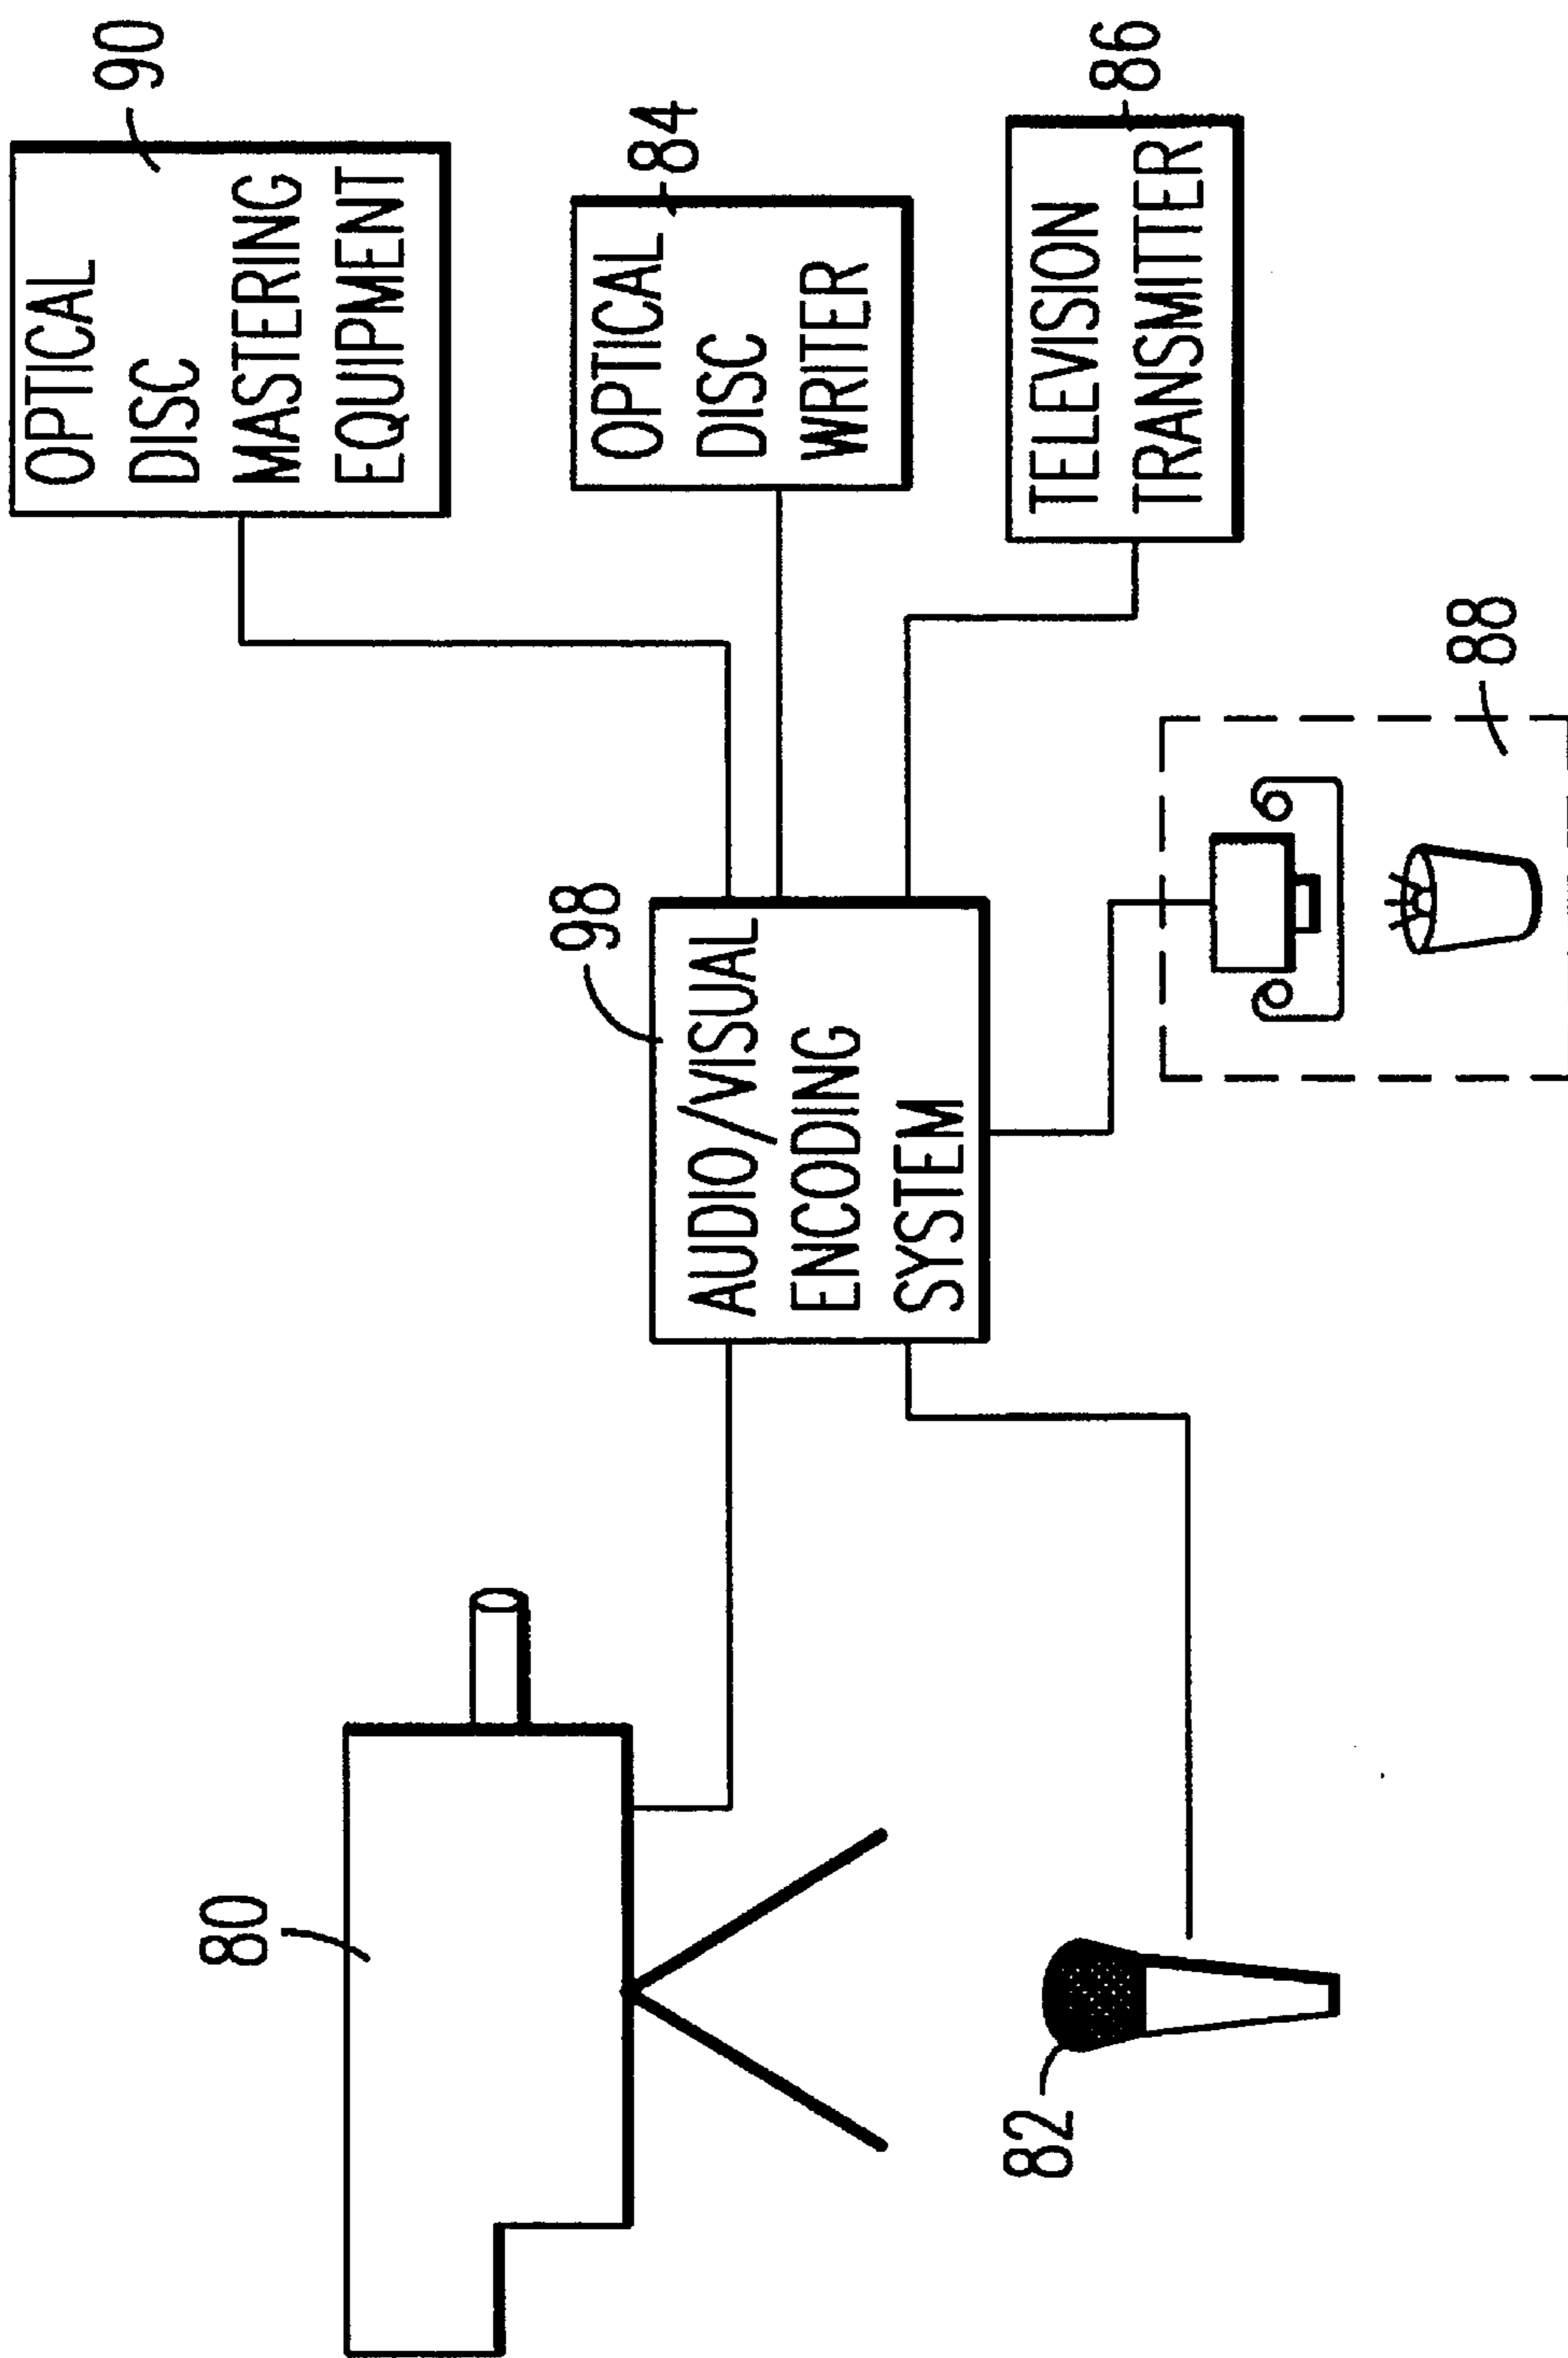 90
OPTICAL
DISC
MASTERING
EQUIPMENT
84
OPTICAL
DISC
WRITER
86
TELEVISION
TRANSMITTER
98
AUDIO/VISUAL
ENCODING
SYSTEM
88
80
82